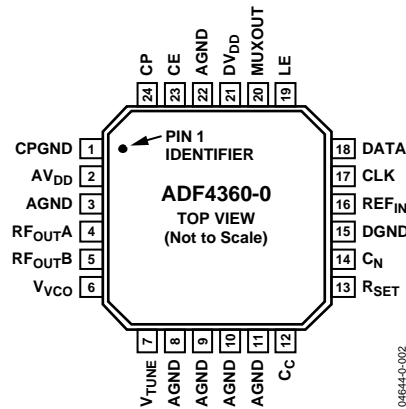 CP
CE
AGND
DVDD
MUXOUT
LE
24
23
22
21
20
19
CPGND 1
AVDD 2
AGND 3
RFOUTA 4
RFOUTB 5
VVCO 6
PIN 1
IDENTIFIER
ADF4360-0
TOP VIEW
(Not to Scale)
18 DATA
17 CLK
16 REFIN
15 DGND
14 CN
13 RSET
7
8
9
10
11
12
VTUNE
AGND
AGND
AGND
AGND
CC
04644-0-002